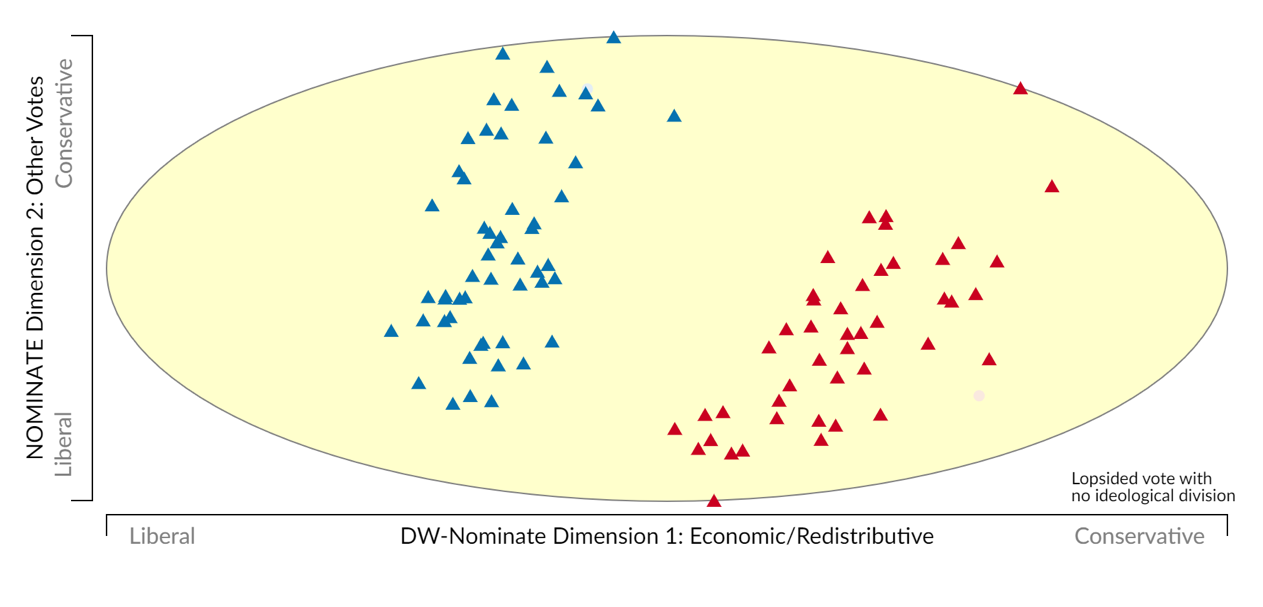 NOMINATE Dimension 2: Other Votes
Conservative
Liberal
Lopsided vote with
no ideological division
Liberal
DW-Nominate Dimension 1: Economic/Redistributive
Conservative